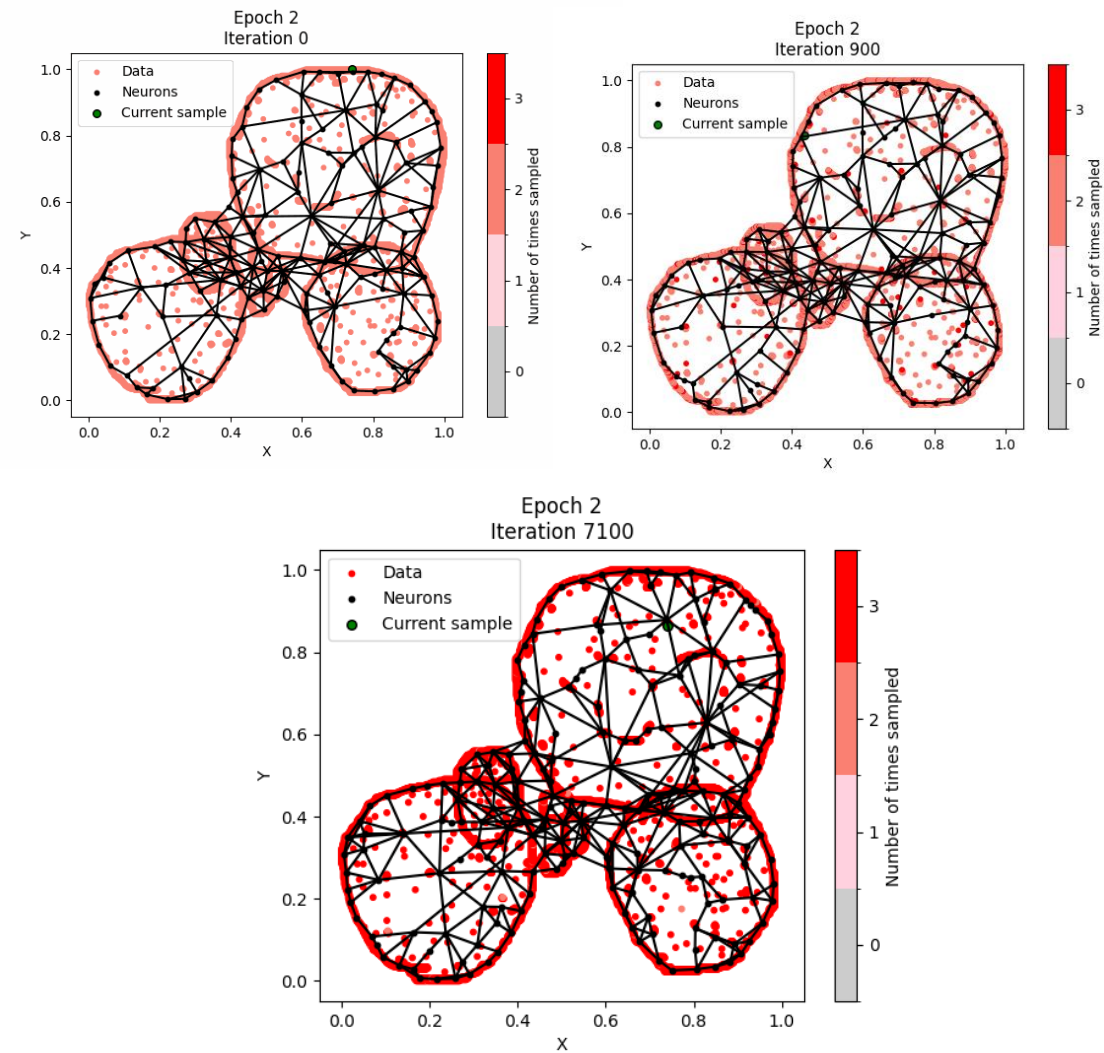 Epoch 2
Iteration 0
Data
Neurons
Current sample
1.0
0.8
0.6
0.4
0.2
0.0
Y
0.0 0.2 0.4 0.6 0.8 1.0
X
3
2
1
0
Number of times sampled
Epoch 2
Iteration 900
Data
Neurons
Current sample
1.0
0.8
0.6
0.4
0.2
0.0
Y
0.0 0.2 0.4 0.6 0.8 1.0
X
3
2
1
0
Number of times sampled
Epoch 2
Iteration 7100
Data
Neurons
Current sample
1.0
0.8
0.6
0.4
0.2
0.0
Y
0.0 0.2 0.4 0.6 0.8 1.0
X
3
2
1
0
Number of times sampled